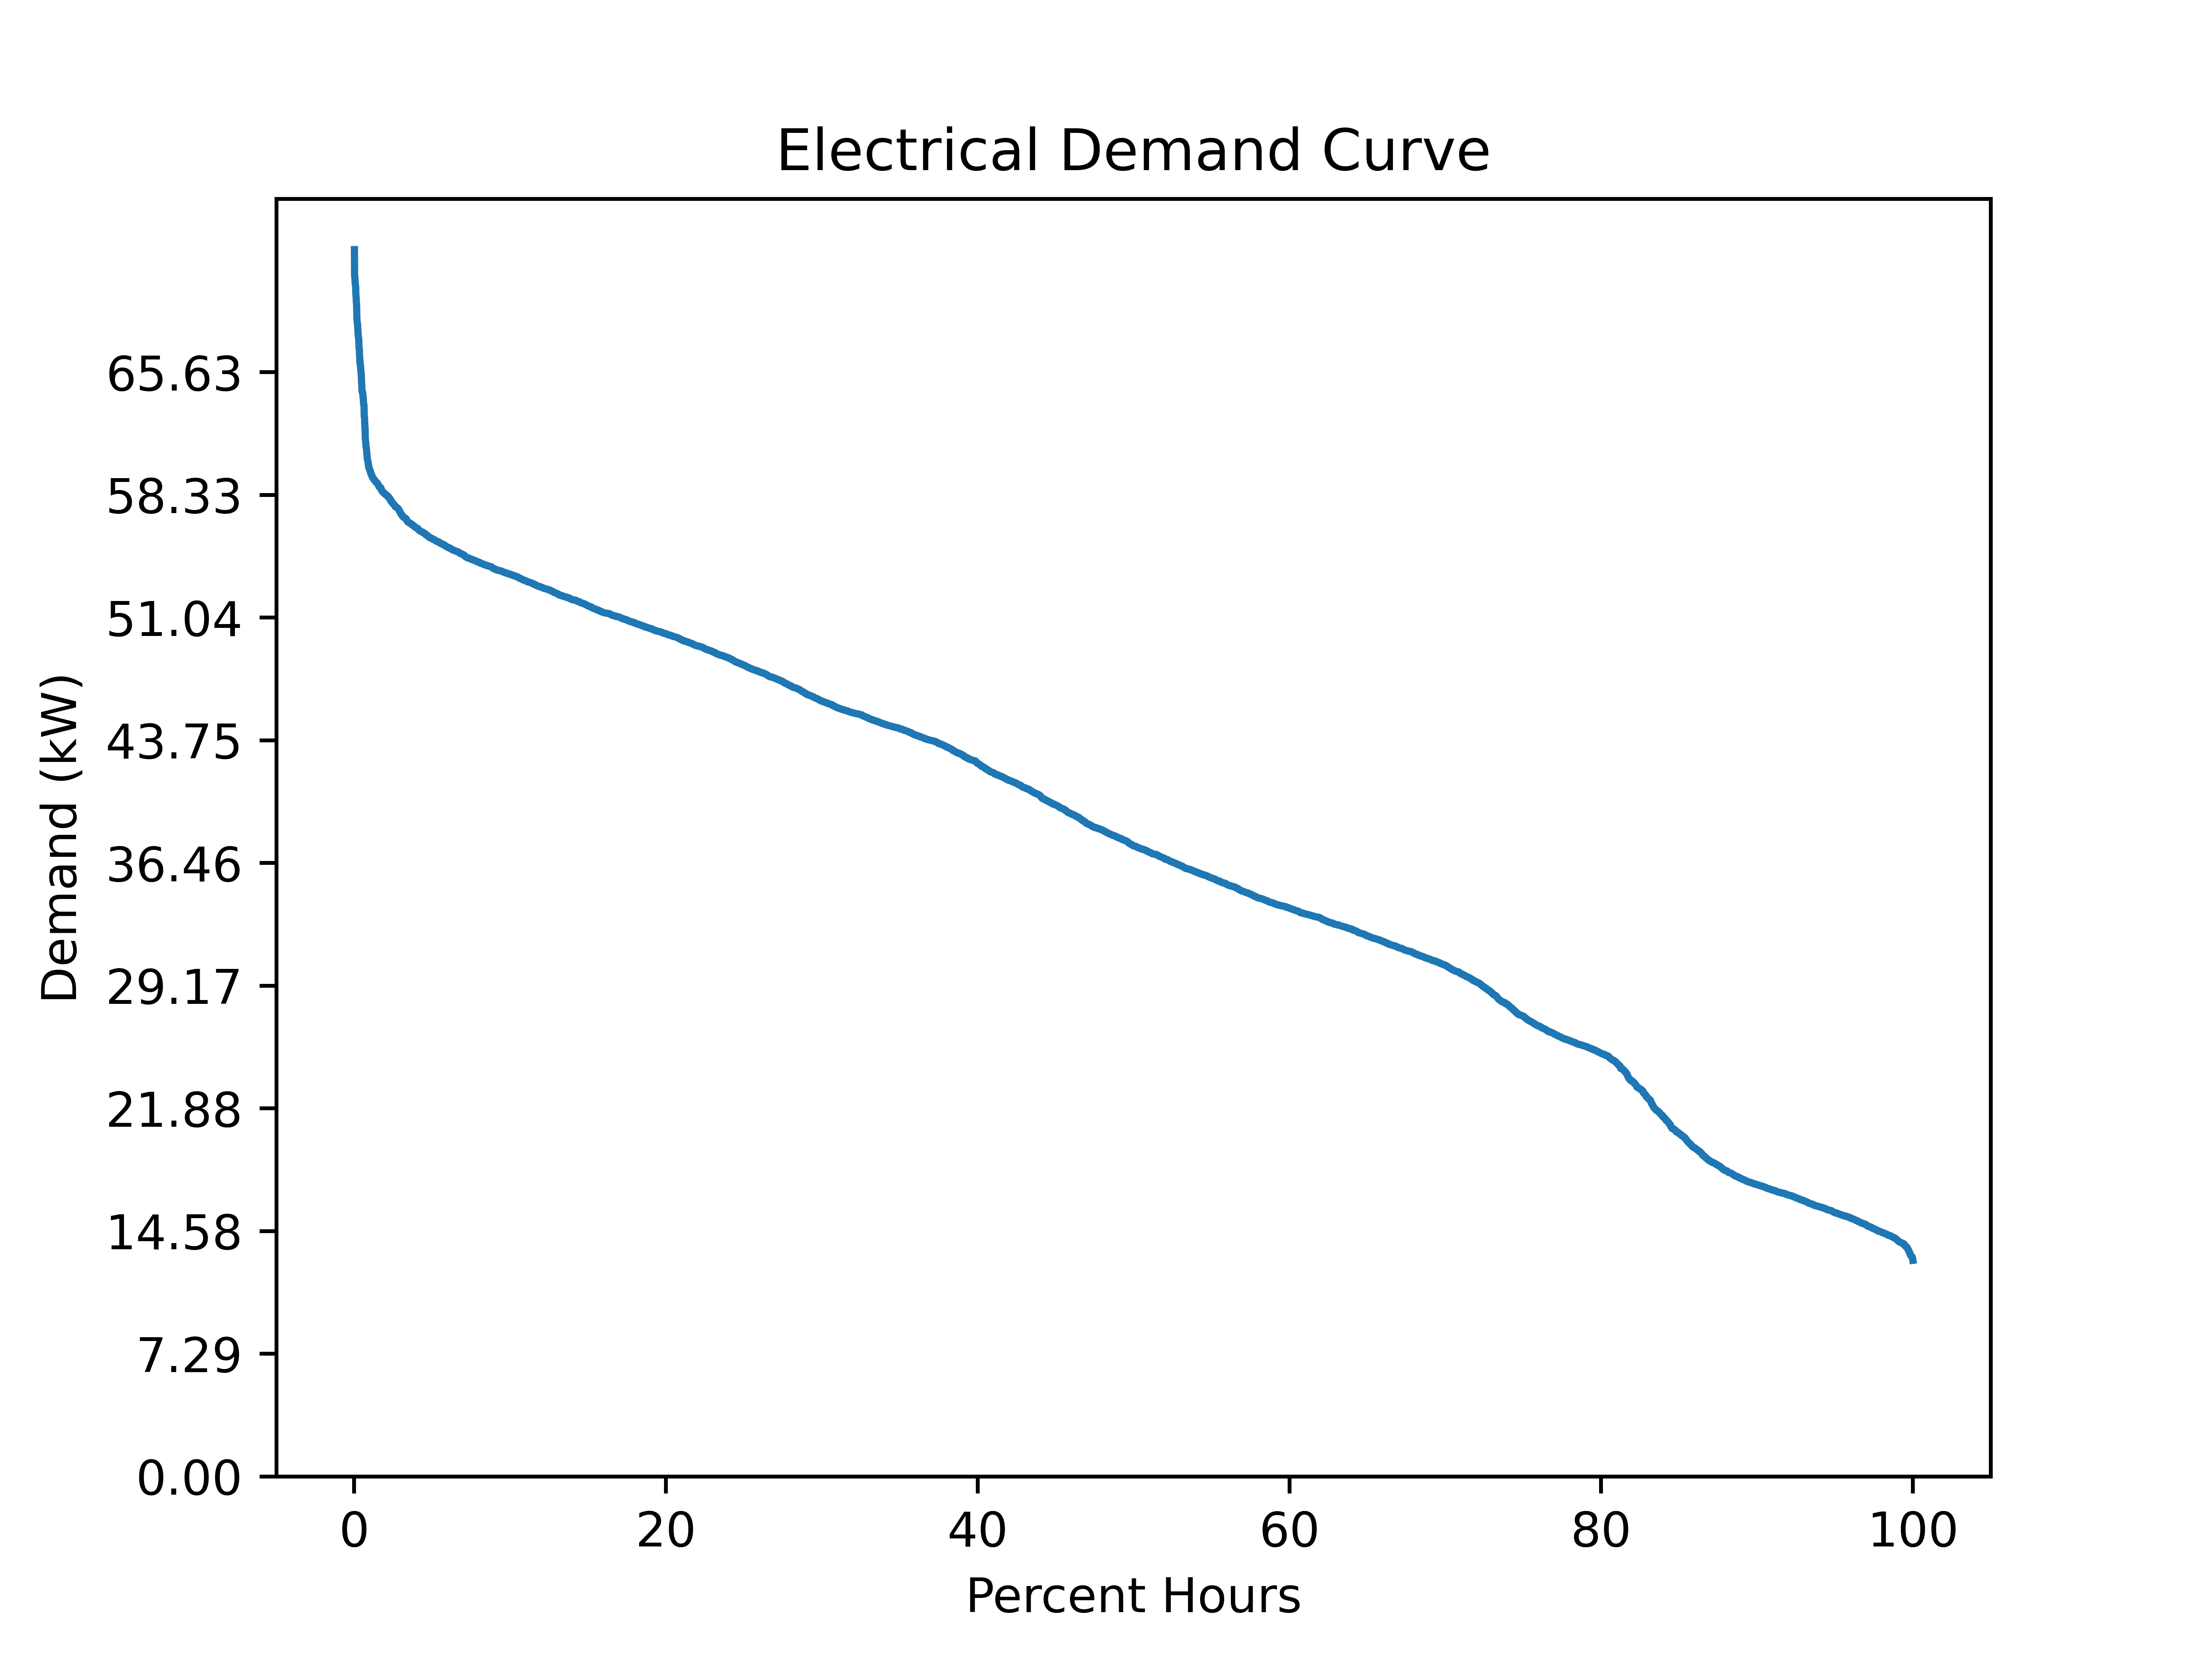 Electrical Demand Curve
Demand (kW)
65.63
58.33
51.04
43.75
36.46
29.17
21.88
14.58
7.29
0.00
0 20 40 60 80 100
Percent Hours